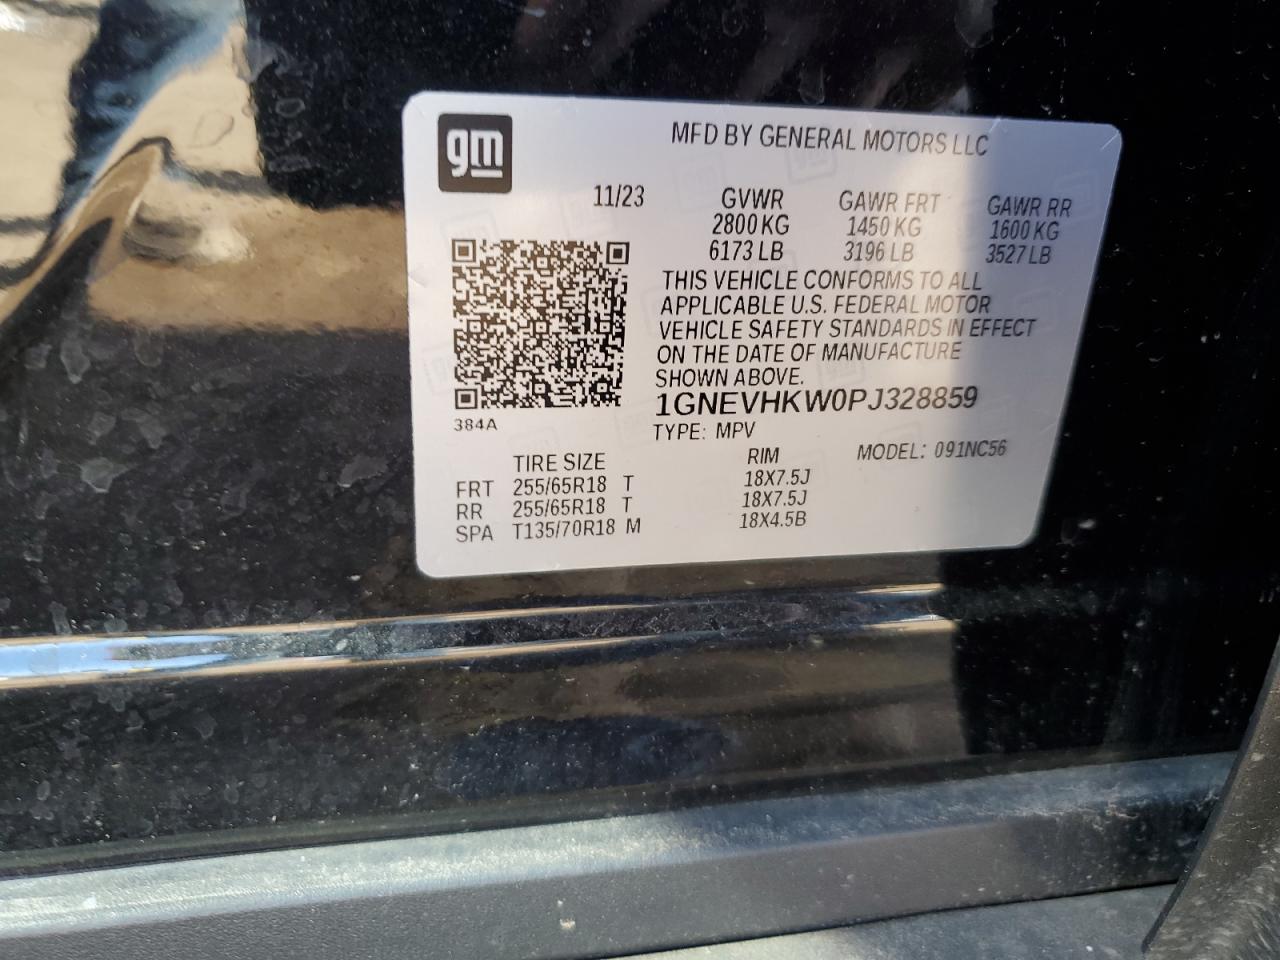 gm
MFD BY GENERAL MOTORS LLC
11/23 GVWR GAWR FRT GAWR RR
2800 KG 1450 KG 1600 KG
6173 LB 3196 LB 3527 LB
THIS VEHICLE CONFORMS TO ALL
APPLICABLE U.S. FEDERAL MOTOR
VEHICLE SAFETY STANDARDS IN EFFECT
ON THE DATE OF MANUFACTURE
SHOWN ABOVE.
1GNEVHKW0PJ328859
384A
TYPE: MPV
MODEL: 091NC56
TIRE SIZE RIM
FRT 255/65R18 T 18X7.5J
RR 255/65R18 T 18X7.5J
SPA T135/70R18 M 18X4.5B